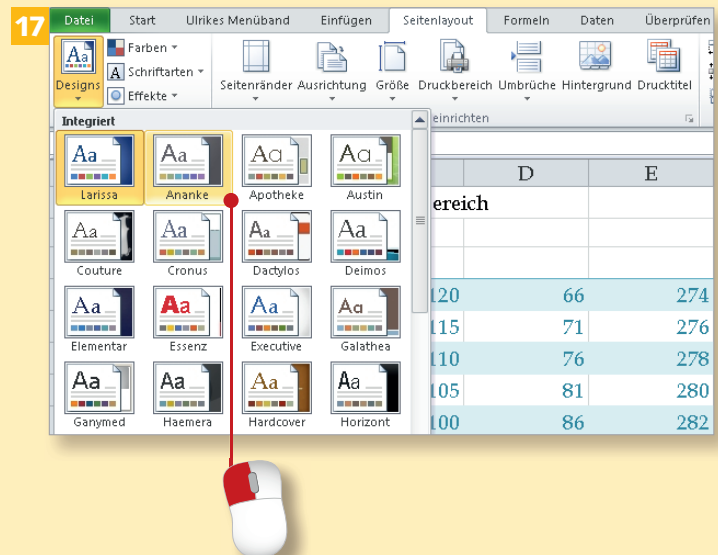 17
Datei Start Ulrikes Menüband Einfügen Seitenlayout Formeln Daten Überprüfen
Aa Designs
Farben
A Schriftarten
Effekte
Seitenränder Ausrichtung Größe Druckbereich Umbrüche Hintergrund Drucktitel
einrichten
Integriert
Aa Aa Aa Aa
Larissa Ananke Apotheke Austin
Aa Aa Aa Aa
Couture Cronus Dactylos Deimos
Aa Aa Aa Aa
Elementar Essenz Executive Galathea
Aa Aa Aa Aa
Ganymed Haemera Hardcover Horizont
D E
ereich
120 66 274
115 71 276
110 76 278
105 81 280
100 86 282